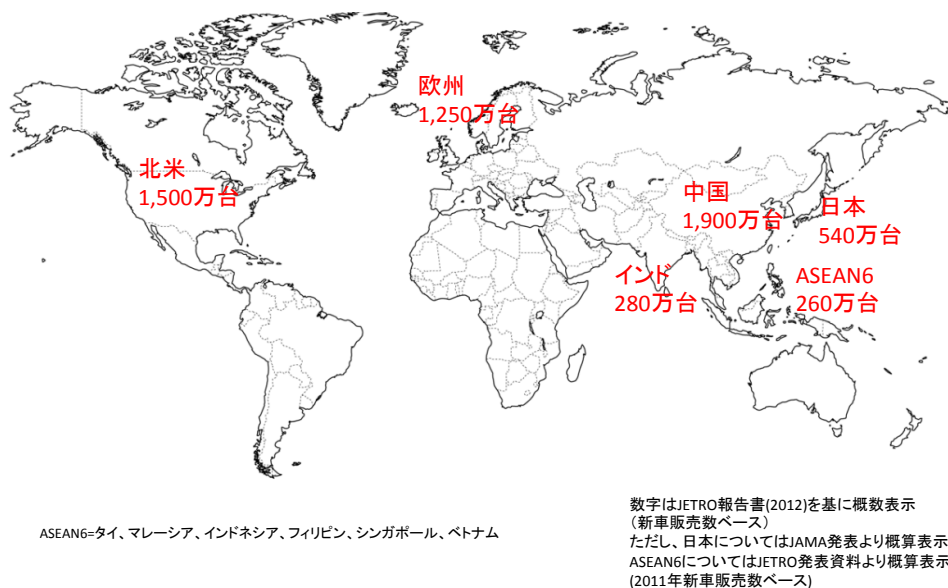 欧州
1,250万台
北米
1,500万台
中国
1,900万台
日本
540万台
インド
280万台
ASEAN6
260万台
ASEAN6=タイ、マレーシア、インドネシア、フィリピン、シンガポール、ベトナム
数字はJETRO報告書(2012)を基に概数表示
（新車販売数ベース）
ただし、日本についてはJAMA発表より概算表示
ASEAN6についてはJETRO発表資料より概算表示
(2011年新車販売数ベース)